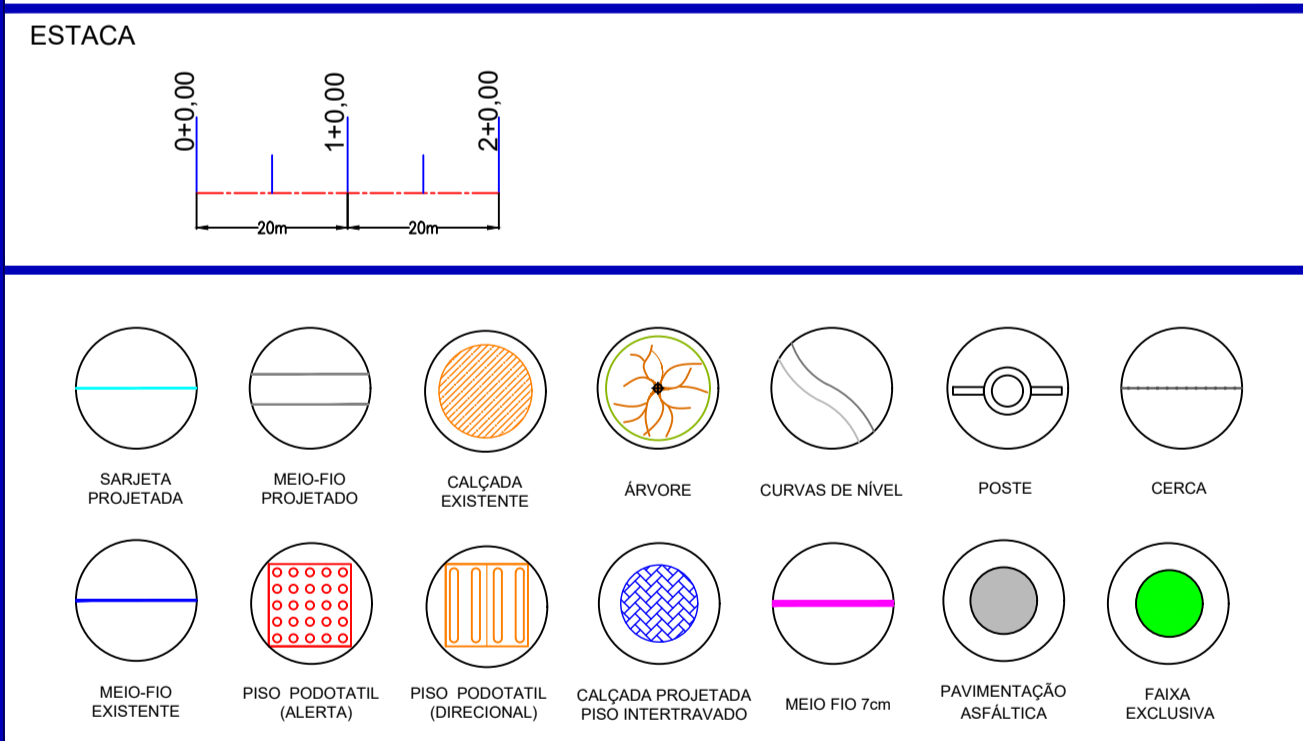 ESTACA
0+0,00
1+0,00
2+0,00
20m
20m
SARJETA
PROJETADA
MEIO-FIO
PROJETADO
CALÇADA
EXISTENTE
ÁRVORE
CURVAS DE NÍVEL
POSTE
CERCA
MEIO-FIO
EXISTENTE
PISO PODOTATIL
(ALERTA)
PISO PODOTATIL
(DIRECIONAL)
CALÇADA PROJETADA
PISO INTERTRAVADO
MEIO FIO 7cm
PAVIMENTAÇÃO
ASFÁLTICA
FAIXA
EXCLUSIVA